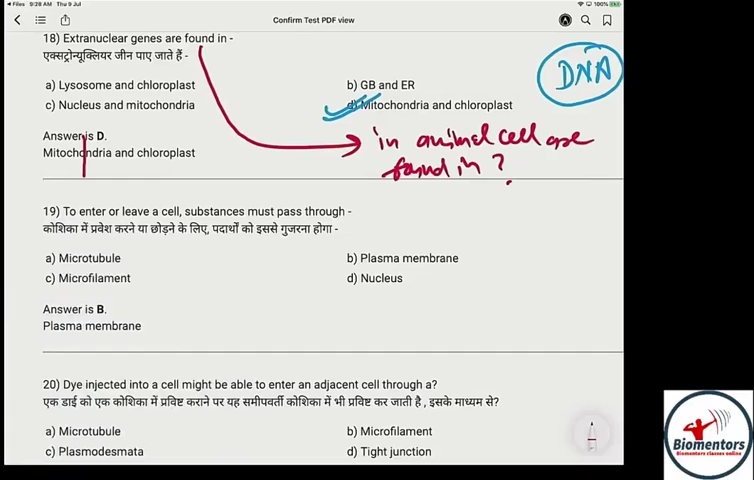 Files 9:28 AM Thu 9 Jul
100%
Confirm Test PDF view
18) Extranuclear genes are found in -
एक्सट्रोन्यूक्लियर जीन पाए जाते हैं -
a) Lysosome and chloroplast
b) GB and ER
c) Nucleus and mitochondria
d) Mitochondria and chloroplast
DNA
Answer is D.
Mitochondria and chloroplast
in animal cell are
found in ?
19) To enter or leave a cell, substances must pass through -
कोशिका में प्रवेश करने या छोड़ने के लिए, पदार्थों को इससे गुजरना होगा -
a) Microtubule
b) Plasma membrane
c) Microfilament
d) Nucleus
Answer is B.
Plasma membrane
20) Dye injected into a cell might be able to enter an adjacent cell through a?
एक डाई को एक कोशिका में प्रविष्ट कराने पर यह समीपवर्ती कोशिका में भी प्रविष्ट कर जाती है , इसके माध्यम से?
a) Microtubule
b) Microfilament
c) Plasmodesmata
d) Tight junction
Biomentors
Biomentors classes online